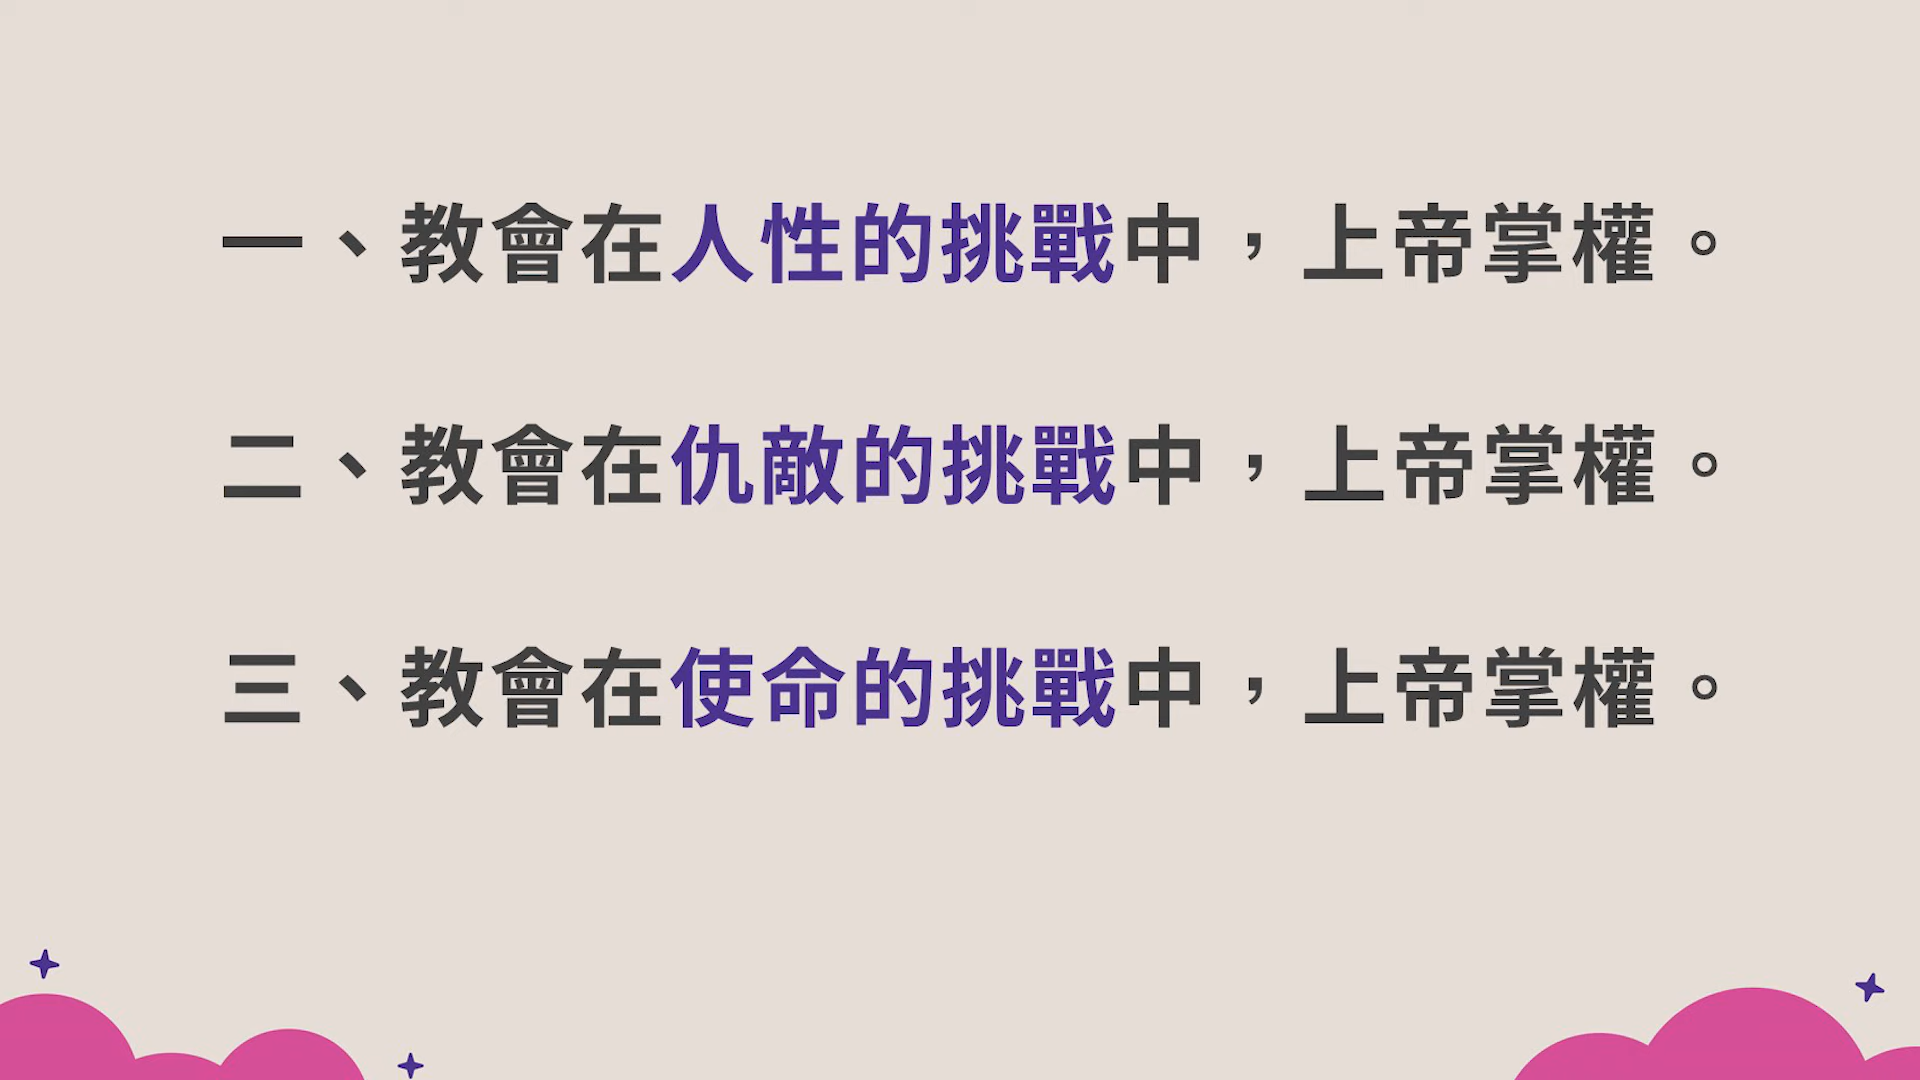 一、教會在人性的挑戰中，上帝掌權。
二、教會在仇敵的挑戰中，上帝掌權。
三、教會在使命的挑戰中，上帝掌權。